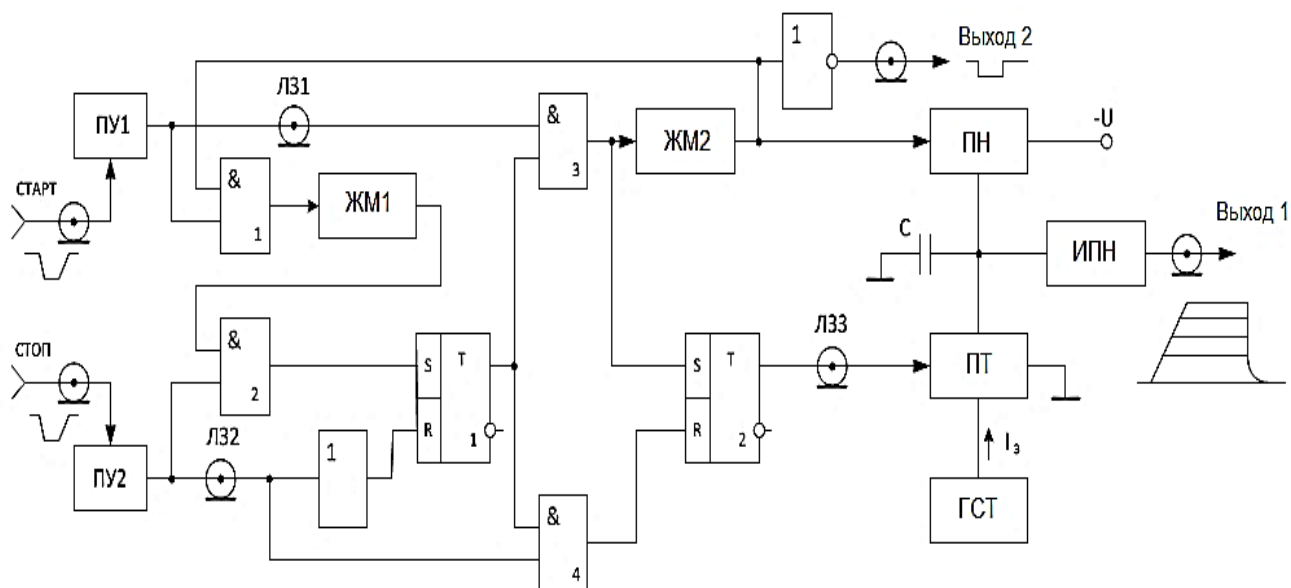 1
Выход 2
ЛЗ1
&
ПУ1
3
ЖМ2
ПН
-U
СТАРТ
&
1
ЖМ1
Выход 1
C
ИПН
СТОП
&
2
S
T
R
1
ЛЗ3
S
T
R
2
ПТ
ЛЗ2
ПУ2
1
Iэ
&
4
ГСТ